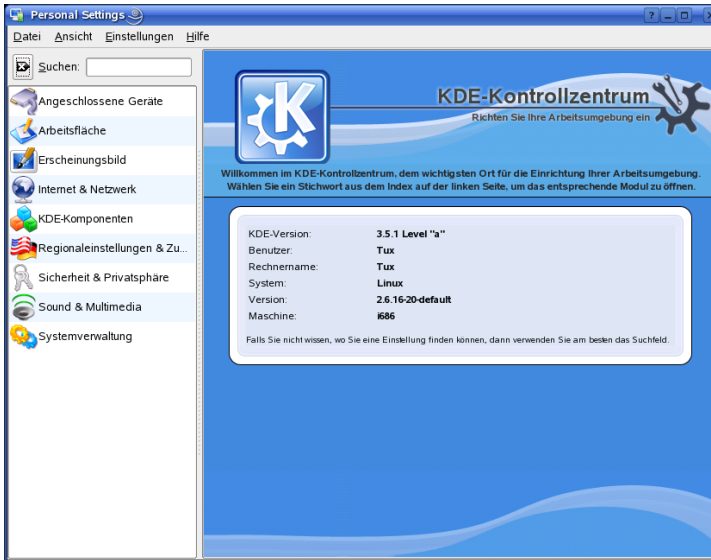 Personal Settings
Datei Ansicht Einstellungen Hilfe
Suchen:
Angeschlossene Geräte
Arbeitsfläche
Erscheinungsbild
Internet & Netzwerk
KDE-Komponenten
Regionaleinstellungen & Zu...
Sicherheit & Privatsphäre
Sound & Multimedia
Systemverwaltung
KDE-Kontrollzentrum
Richten Sie Ihre Arbeitsumgebung ein
Willkommen im KDE-Kontrollzentrum, dem wichtigsten Ort für die Einrichtung Ihrer Arbeitsumgebung.
Wählen Sie ein Stichwort aus dem Index auf der linken Seite, um das entsprechende Modul zu öffnen.
KDE-Version: 3.5.1 Level "a"
Benutzer: Tux
Rechnername: Tux
System: Linux
Version: 2.6.16-20-default
Maschine: i686
Falls Sie nicht wissen, wo Sie eine Einstellung finden können, dann verwenden Sie am besten das Suchfeld.